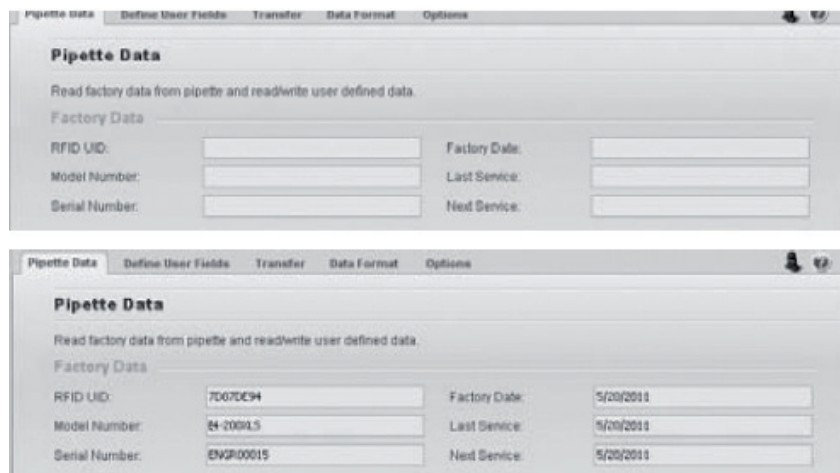 Pipette Data Define User Fields Transfer Data Format Options
Pipette Data
Read factory data from pipette and read/write user defined data.
Factory Data
RFID UID: Factory Date:
Model Number: Last Service:
Serial Number: Next Service:
Pipette Data Define User Fields Transfer Data Format Options
Pipette Data
Read factory data from pipette and read/write user defined data.
Factory Data
RFID UID: 7D07DE94 Factory Date: 5/20/2011
Model Number: E4-200XLS Last Service: 5/20/2011
Serial Number: ENGR00015 Next Service: 5/20/2011